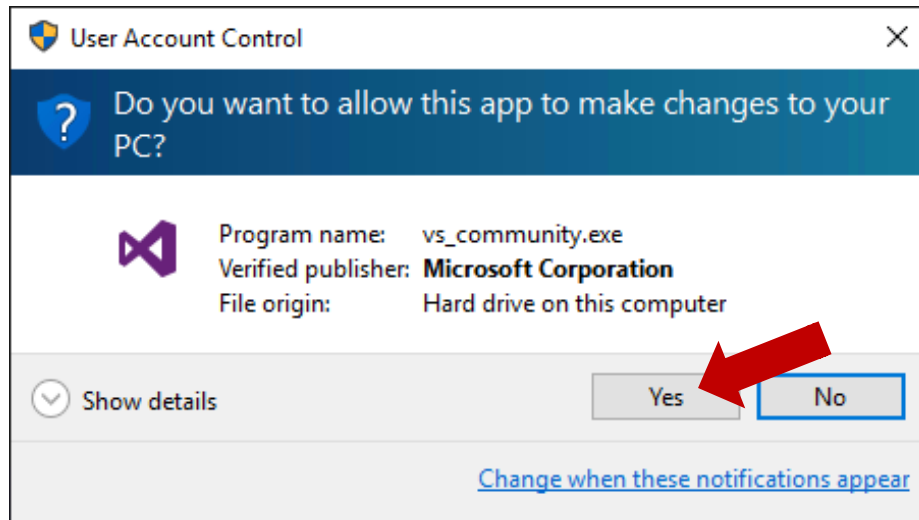 User Account Control
Do you want to allow this app to make changes to your
PC?
Program name: vs_community.exe
Verified publisher: Microsoft Corporation
File origin: Hard drive on this computer
Show details
Yes
No
Change when these notifications appear